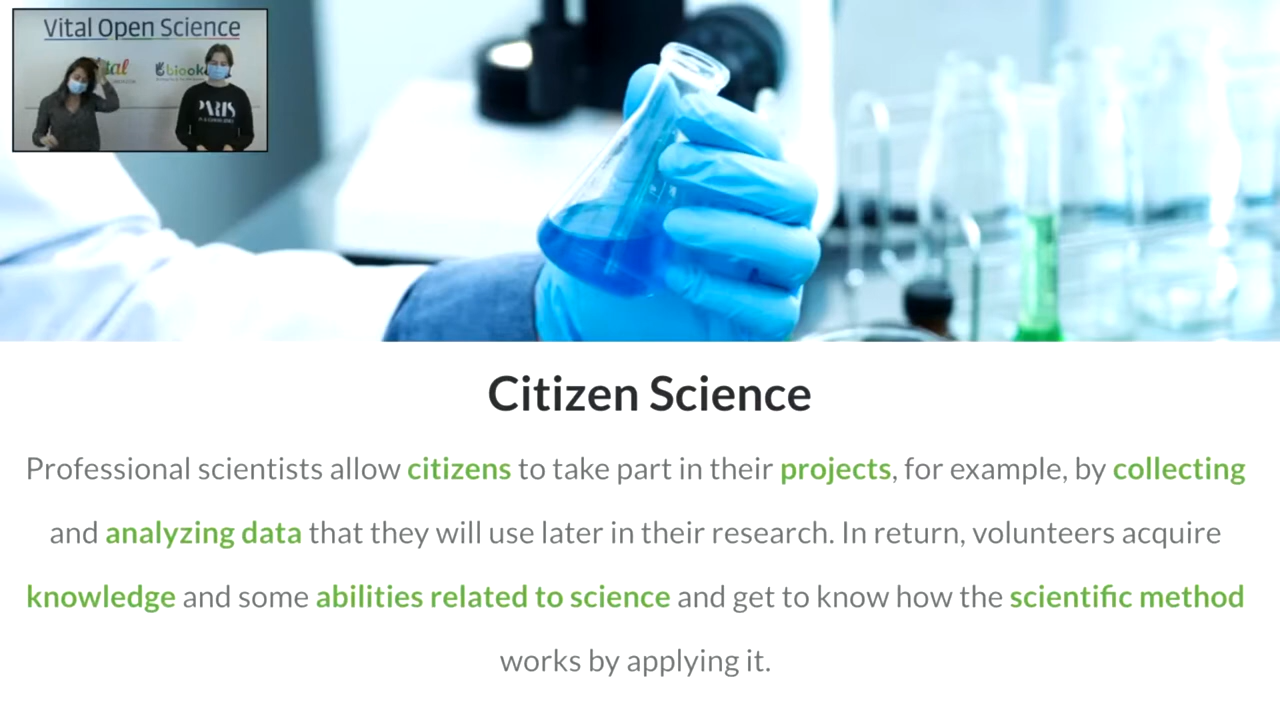 Vital Open Science
biook
PARIS
Citizen Science
Professional scientists allow citizens to take part in their projects, for example, by collecting
and analyzing data that they will use later in their research. In return, volunteers acquire
knowledge and some abilities related to science and get to know how the scientific method
works by applying it.